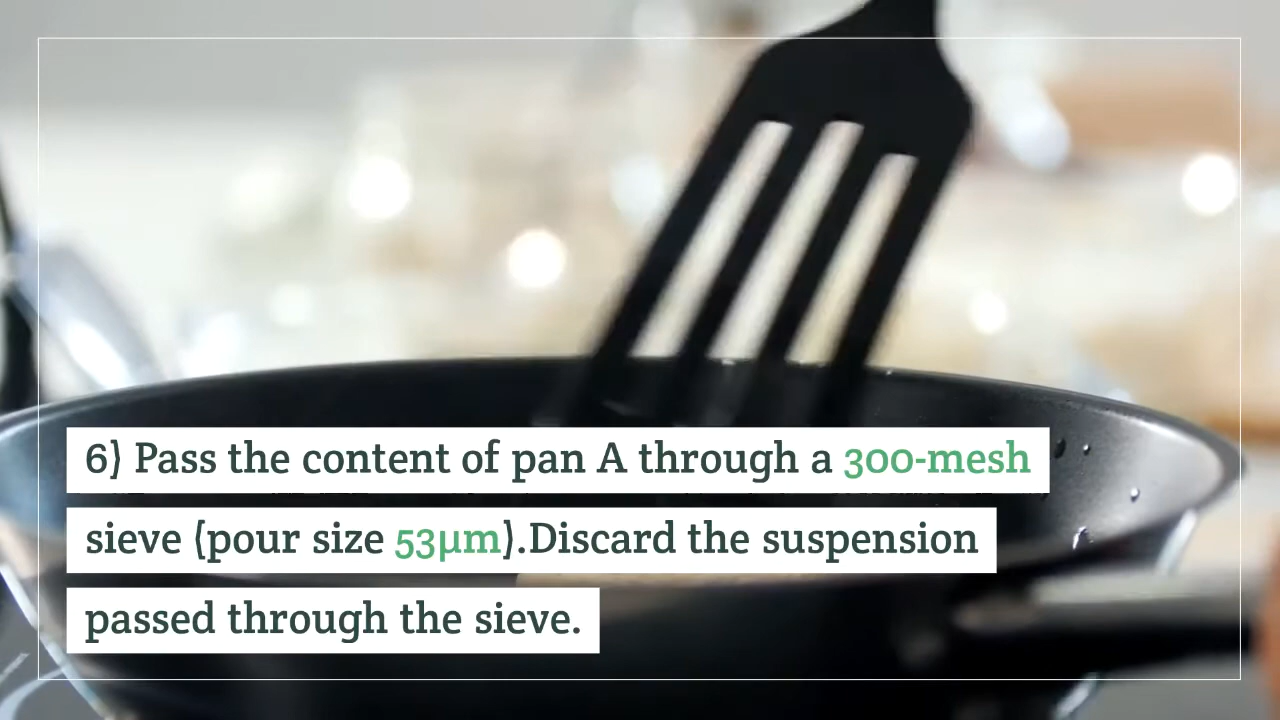 6) Pass the content of pan A through a 300-mesh
sieve (pour size 53µm).Discard the suspension
passed through the sieve.